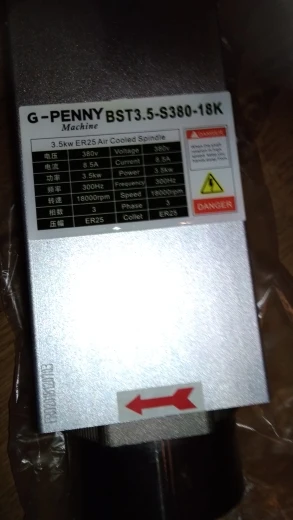 G-PENNY BST3.5-S380-18K
Machine
3.5kw ER25 Air Cooled Spindle
电压 380v Voltage 380v
电流 8.5A Current 8.5A
功率 3.5kw Power 3.5kw
频率 300Hz Frequency 300Hz
转速 18000rpm Speed 18000rpm
相数 3 Phase 3
压帽 ER25 Collet ER25
DANGER
DANGER